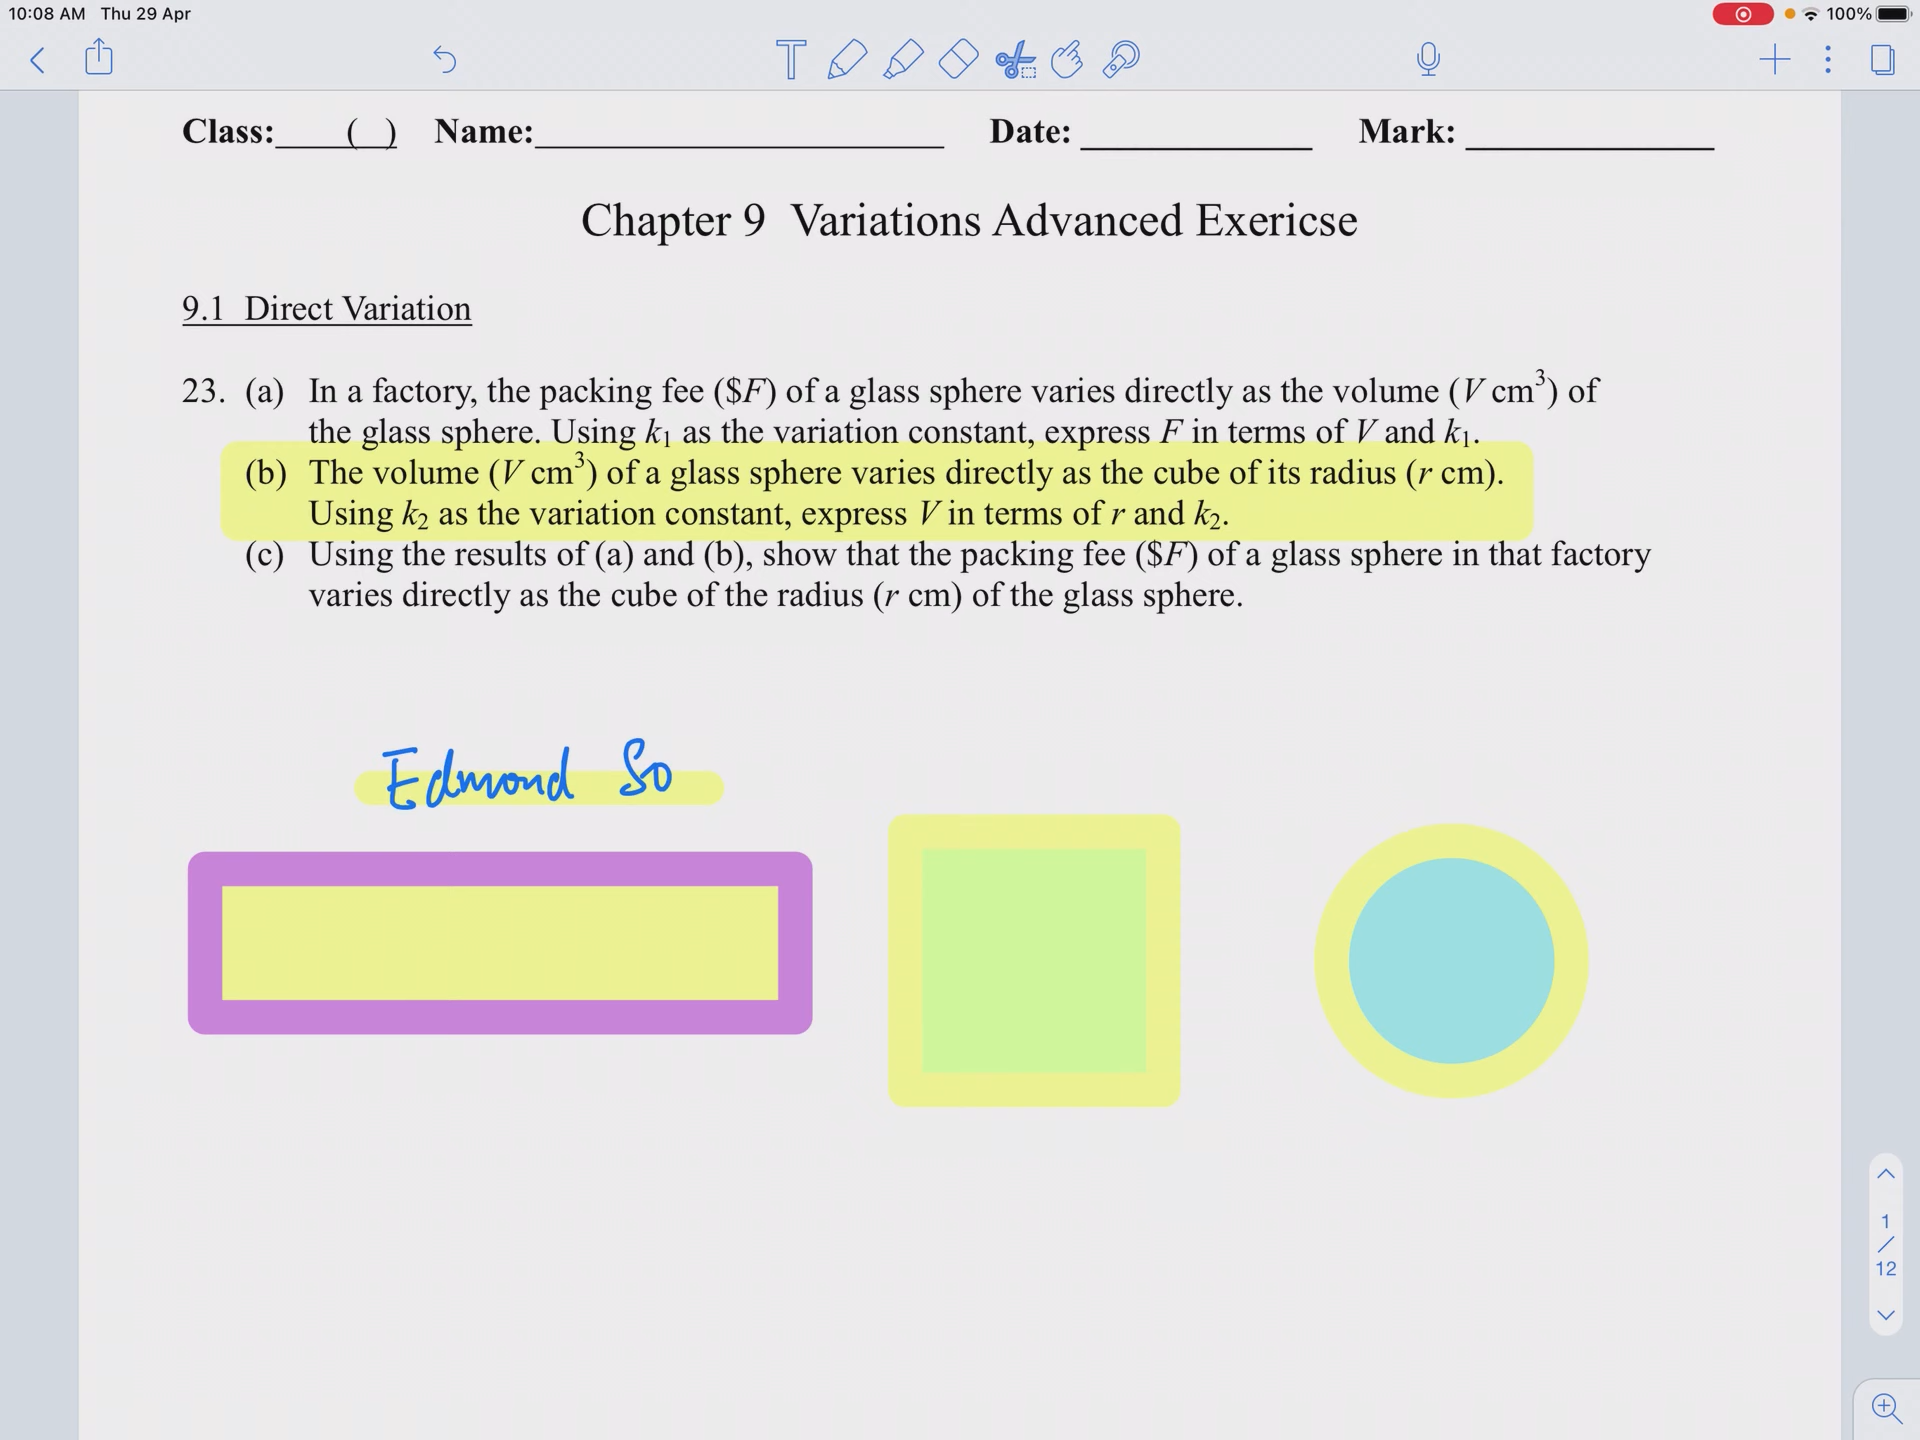 10:08 AM Thu 29 Apr
100%
Class:____( ) Name:____________________ Date: ____________ Mark: ____________
Chapter 9 Variations Advanced Exericse
9.1 Direct Variation
23. (a) In a factory, the packing fee ($F) of a glass sphere varies directly as the volume (V cm³) of
the glass sphere. Using k₁ as the variation constant, express F in terms of V and k₁.
(b) The volume (V cm³) of a glass sphere varies directly as the cube of its radius (r cm).
Using k₂ as the variation constant, express V in terms of r and k₂.
(c) Using the results of (a) and (b), show that the packing fee ($F) of a glass sphere in that factory
varies directly as the cube of the radius (r cm) of the glass sphere.
Edmond So
1
/
12